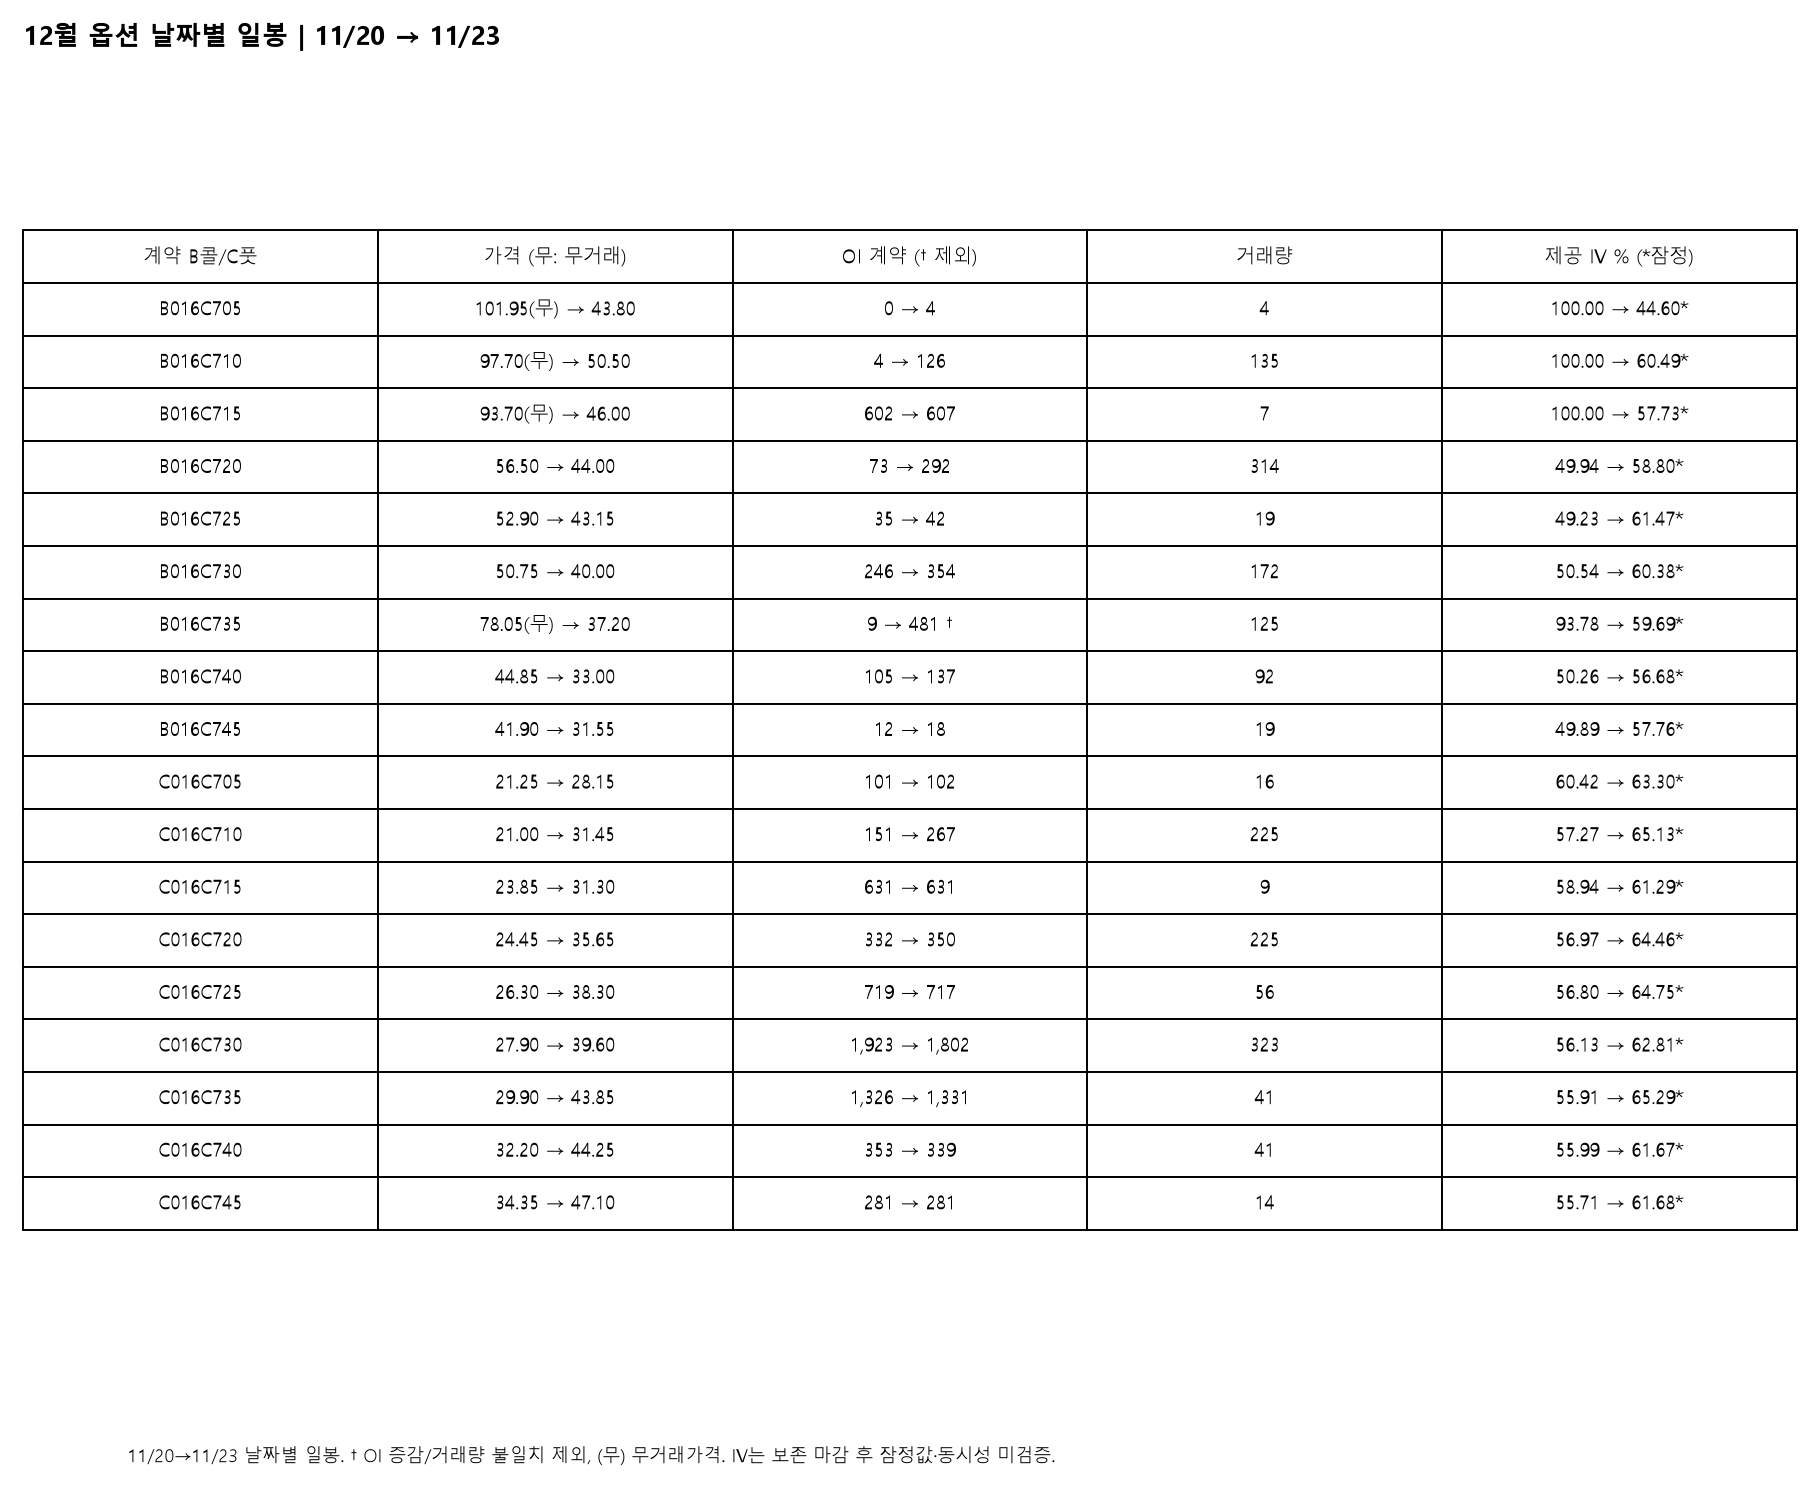 12월 옵션 날짜별 일봉 | 11/20 → 11/23
계약 B콜/C풋 가격 (무: 무거래) OI 계약 († 제외) 거래량 제공 IV % (*잠정)
B016C705 101.95(무) → 43.80 0 → 4 4 100.00 → 44.60*
B016C710 97.70(무) → 50.50 4 → 126 135 100.00 → 60.49*
B016C715 93.70(무) → 46.00 602 → 607 7 100.00 → 57.73*
B016C720 56.50 → 44.00 73 → 292 314 49.94 → 58.80*
B016C725 52.90 → 43.15 35 → 42 19 49.23 → 61.47*
B016C730 50.75 → 40.00 246 → 354 172 50.54 → 60.38*
B016C735 78.05(무) → 37.20 9 → 481 † 125 93.78 → 59.69*
B016C740 44.85 → 33.00 105 → 137 92 50.26 → 56.68*
B016C745 41.90 → 31.55 12 → 18 19 49.89 → 57.76*
C016C705 21.25 → 28.15 101 → 102 16 60.42 → 63.30*
C016C710 21.00 → 31.45 151 → 267 225 57.27 → 65.13*
C016C715 23.85 → 31.30 631 → 631 9 58.94 → 61.29*
C016C720 24.45 → 35.65 332 → 350 225 56.97 → 64.46*
C016C725 26.30 → 38.30 719 → 717 56 56.80 → 64.75*
C016C730 27.90 → 39.60 1,923 → 1,802 323 56.13 → 62.81*
C016C735 29.90 → 43.85 1,326 → 1,331 41 55.91 → 65.29*
C016C740 32.20 → 44.25 353 → 339 41 55.99 → 61.67*
C016C745 34.35 → 47.10 281 → 281 14 55.71 → 61.68*
11/20→11/23 날짜별 일봉. † OI 증감/거래량 불일치 제외, (무) 무거래가격. IV는 보존 마감 후 잠정값·동시성 미검증.